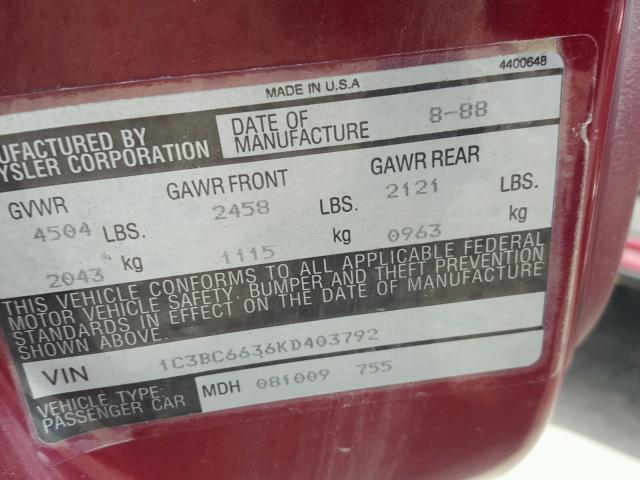 MADE IN U.S.A 4400648
UFACTURED BY
YSLER CORPORATION
DATE OF
MANUFACTURE 8-88
GVWR GAWR FRONT GAWR REAR
4504 LBS. 2458 LBS. 2121 LBS.
2043 kg 1115 kg 0963 kg
THIS VEHICLE CONFORMS TO ALL APPLICABLE FEDERAL
MOTOR VEHICLE SAFETY, BUMPER AND THEFT PREVENTION
STANDARDS IN EFFECT ON THE DATE OF MANUFACTURE
SHOWN ABOVE.
VIN 1C3BC6636KD403792
VEHICLE TYPE:
PASSENGER CAR
MDH 081009 755